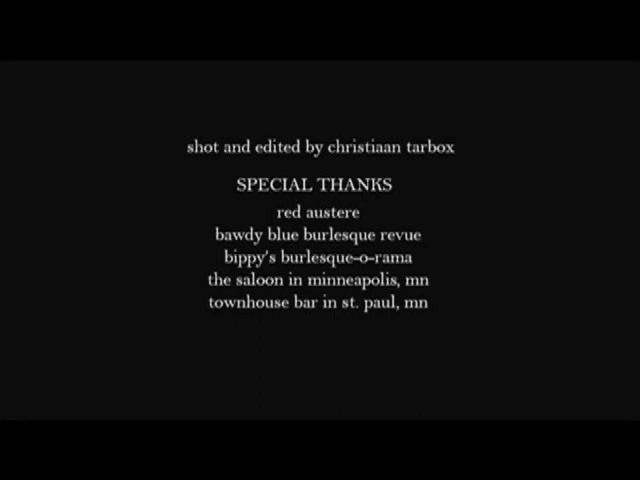 shot and edited by christiaan tarbox
SPECIAL THANKS
red austere
bawdy blue burlesque revue
bippy's burlesque-o-rama
the saloon in minneapolis, mn
townhouse bar in st. paul, mn